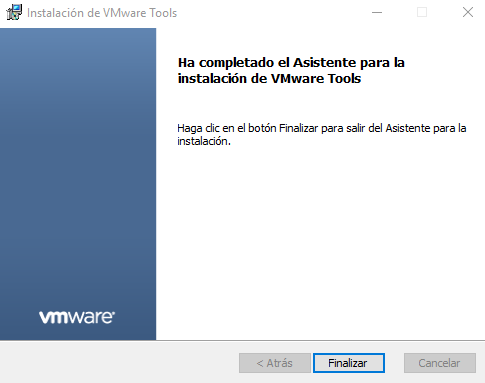 Instalación de VMware Tools
Ha completado el Asistente para la
instalación de VMware Tools
Haga clic en el botón Finalizar para salir del Asistente para la
instalación.
vmware®
< Atrás
Finalizar
Cancelar